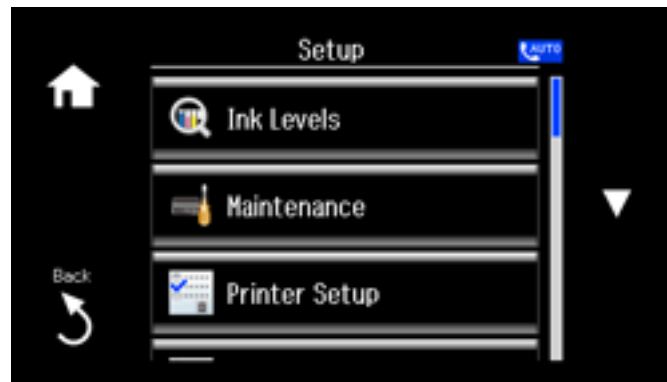 Setup
AUTO
Ink Levels
Maintenance
Printer Setup
Back